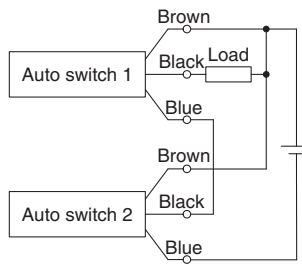 Brown
Black Load
Auto switch 1
Blue
Brown
Black
Auto switch 2
Blue